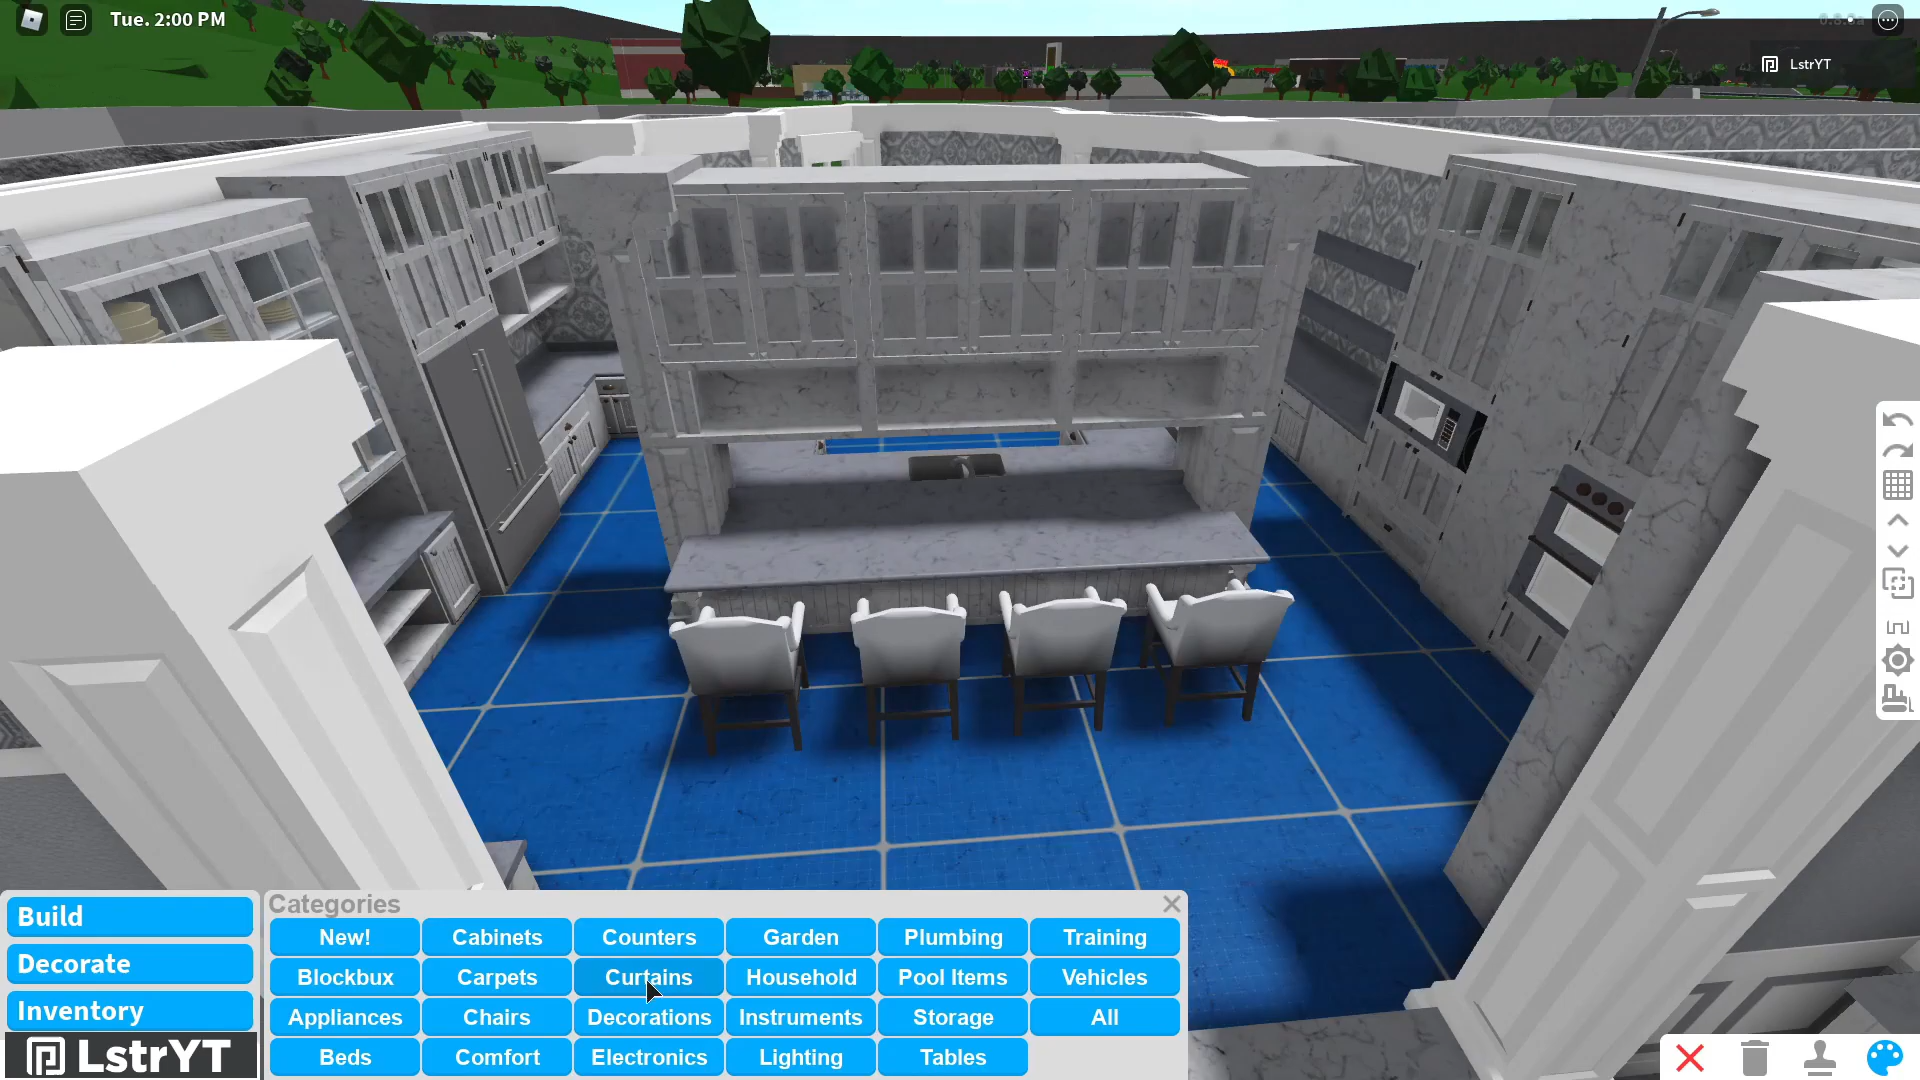 Tue. 2:00 PM
LstrYT
Build
Decorate
Inventory
LstrYT
Categories
New!
Cabinets
Counters
Garden
Plumbing
Training
Blockbux
Carpets
Curtains
Household
Pool Items
Vehicles
Appliances
Chairs
Decorations
Instruments
Storage
All
Beds
Comfort
Electronics
Lighting
Tables